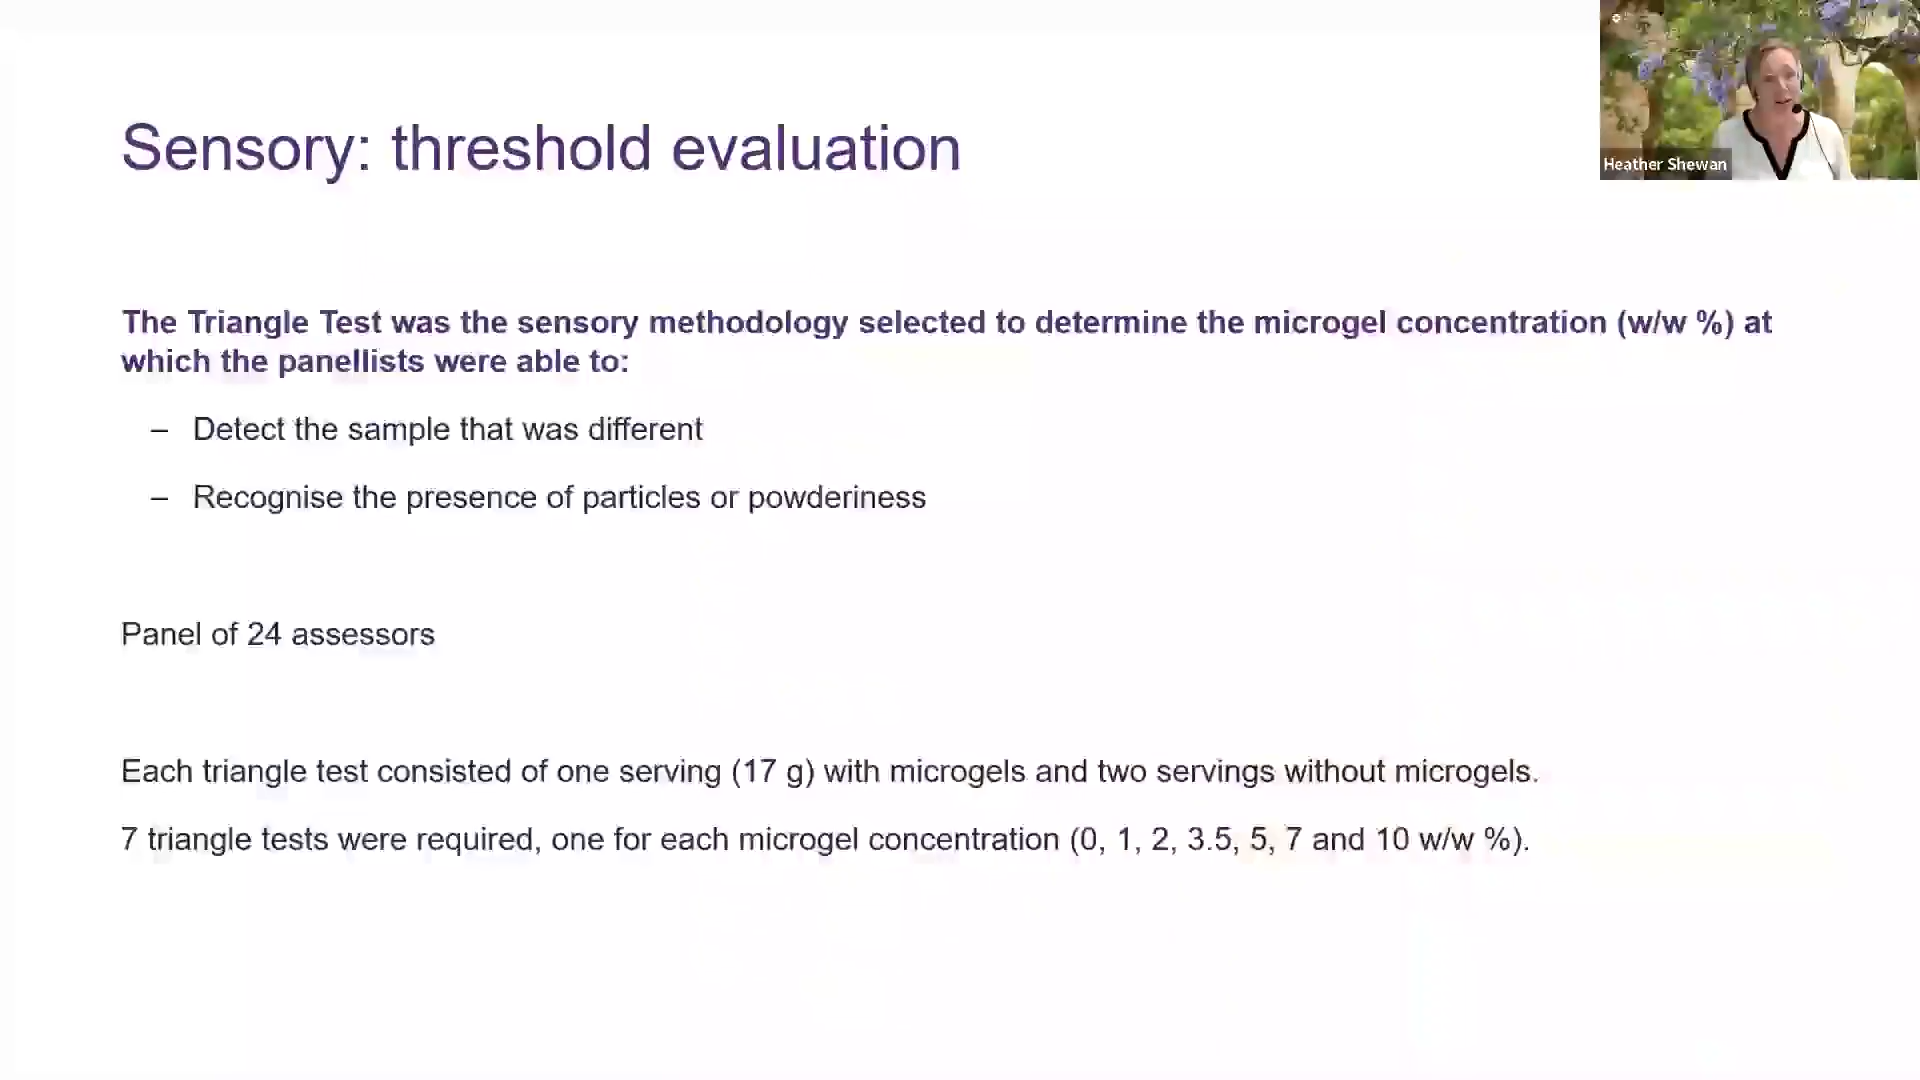 Sensory: threshold evaluation
Heather Shewan
The Triangle Test was the sensory methodology selected to determine the microgel concentration (w/w %) at
which the panellists were able to:
– Detect the sample that was different
– Recognise the presence of particles or powderiness
Panel of 24 assessors
Each triangle test consisted of one serving (17 g) with microgels and two servings without microgels.
7 triangle tests were required, one for each microgel concentration (0, 1, 2, 3.5, 5, 7 and 10 w/w %).